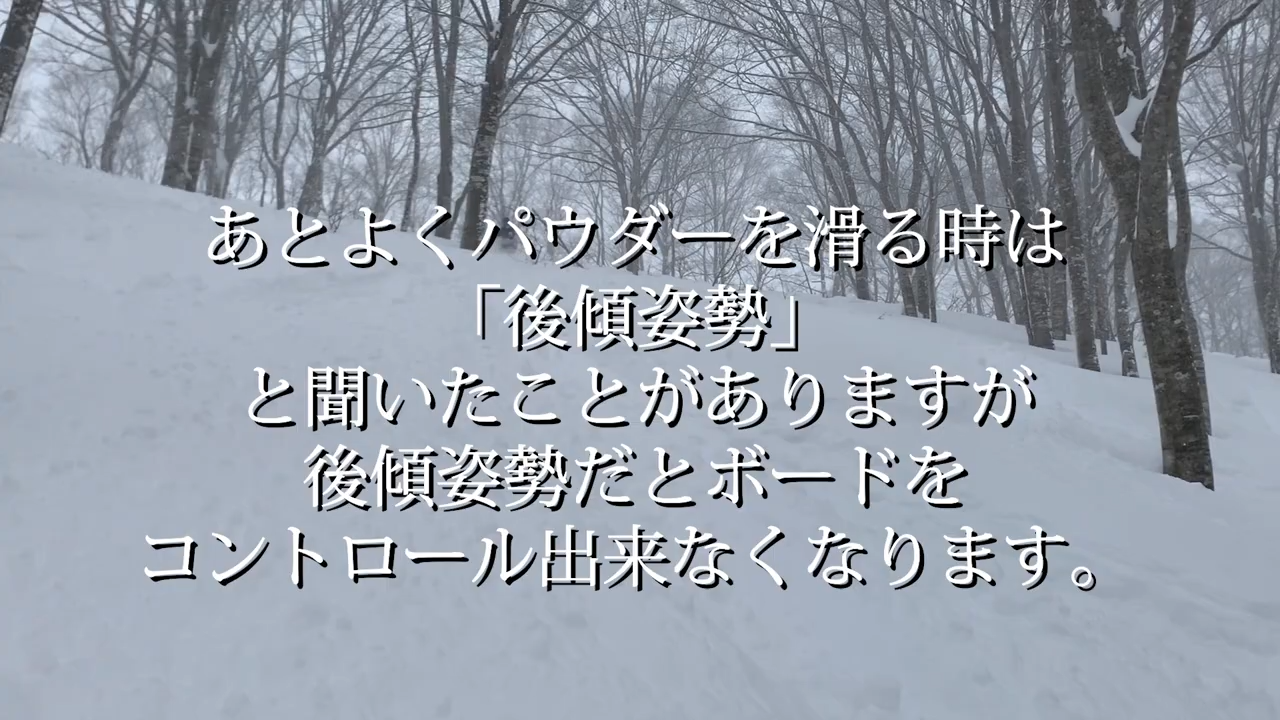 あとよくパウダーを滑る時は
「後傾姿勢」
と聞いたことがありますが
後傾姿勢だとボードを
コントロール出来なくなります。